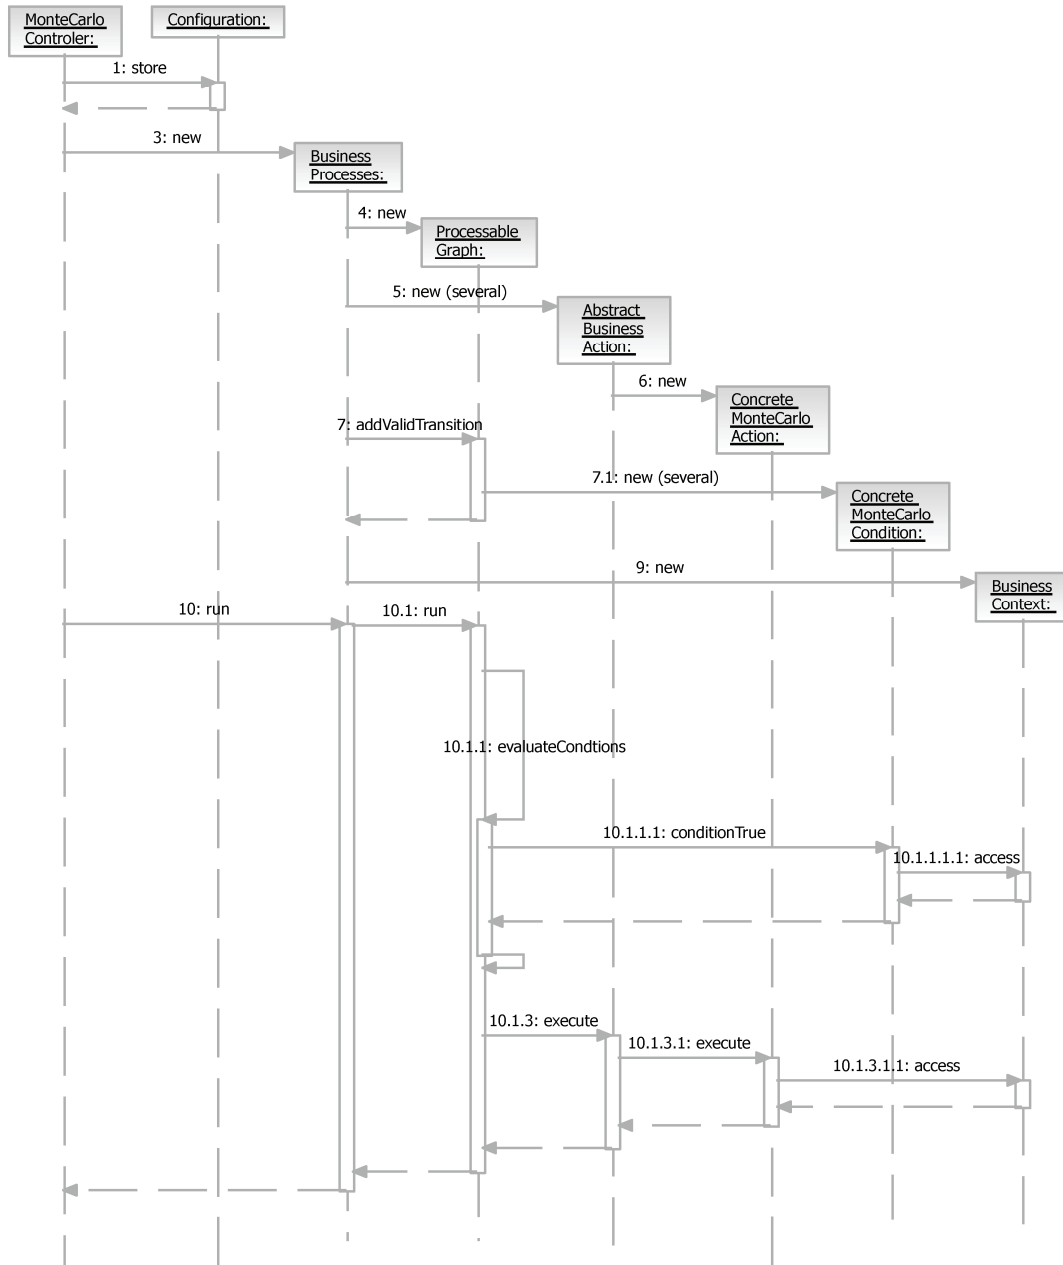 MonteCarlo
Controler:
Configuration:
1: store
3: new
Business
Processes:
4: new
Processable
Graph:
5: new (several)
Abstract
Business
Action:
6: new
Concrete
MonteCarlo
Action:
7: addValidTransition
7.1: new (several)
Concrete
MonteCarlo
Condition:
9: new
Business
Context:
10: run
10.1: run
10.1.1: evaluateCondtions
10.1.1.1: conditionTrue
10.1.1.1.1: access
10.1.3: execute
10.1.3.1: execute
10.1.3.1.1: access